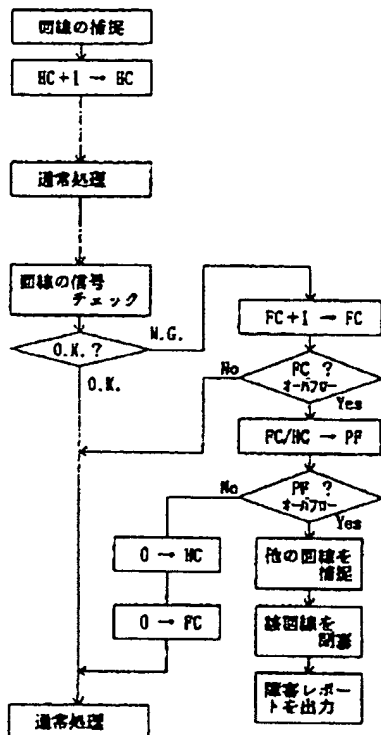 回線の捕捉
HC+1 → HC
通常処理
回線の信号
チェック
O.K. ?
N.G.
O.K.
FC+1 → FC
FC ?
オーバフロー
No
Yes
FC/HC → PF
PF ?
オーバフロー
No
Yes
0 → HC
0 → FC
他の回線を
捕捉
該回線を
閉塞
障害レポー
トを出力
通常処理